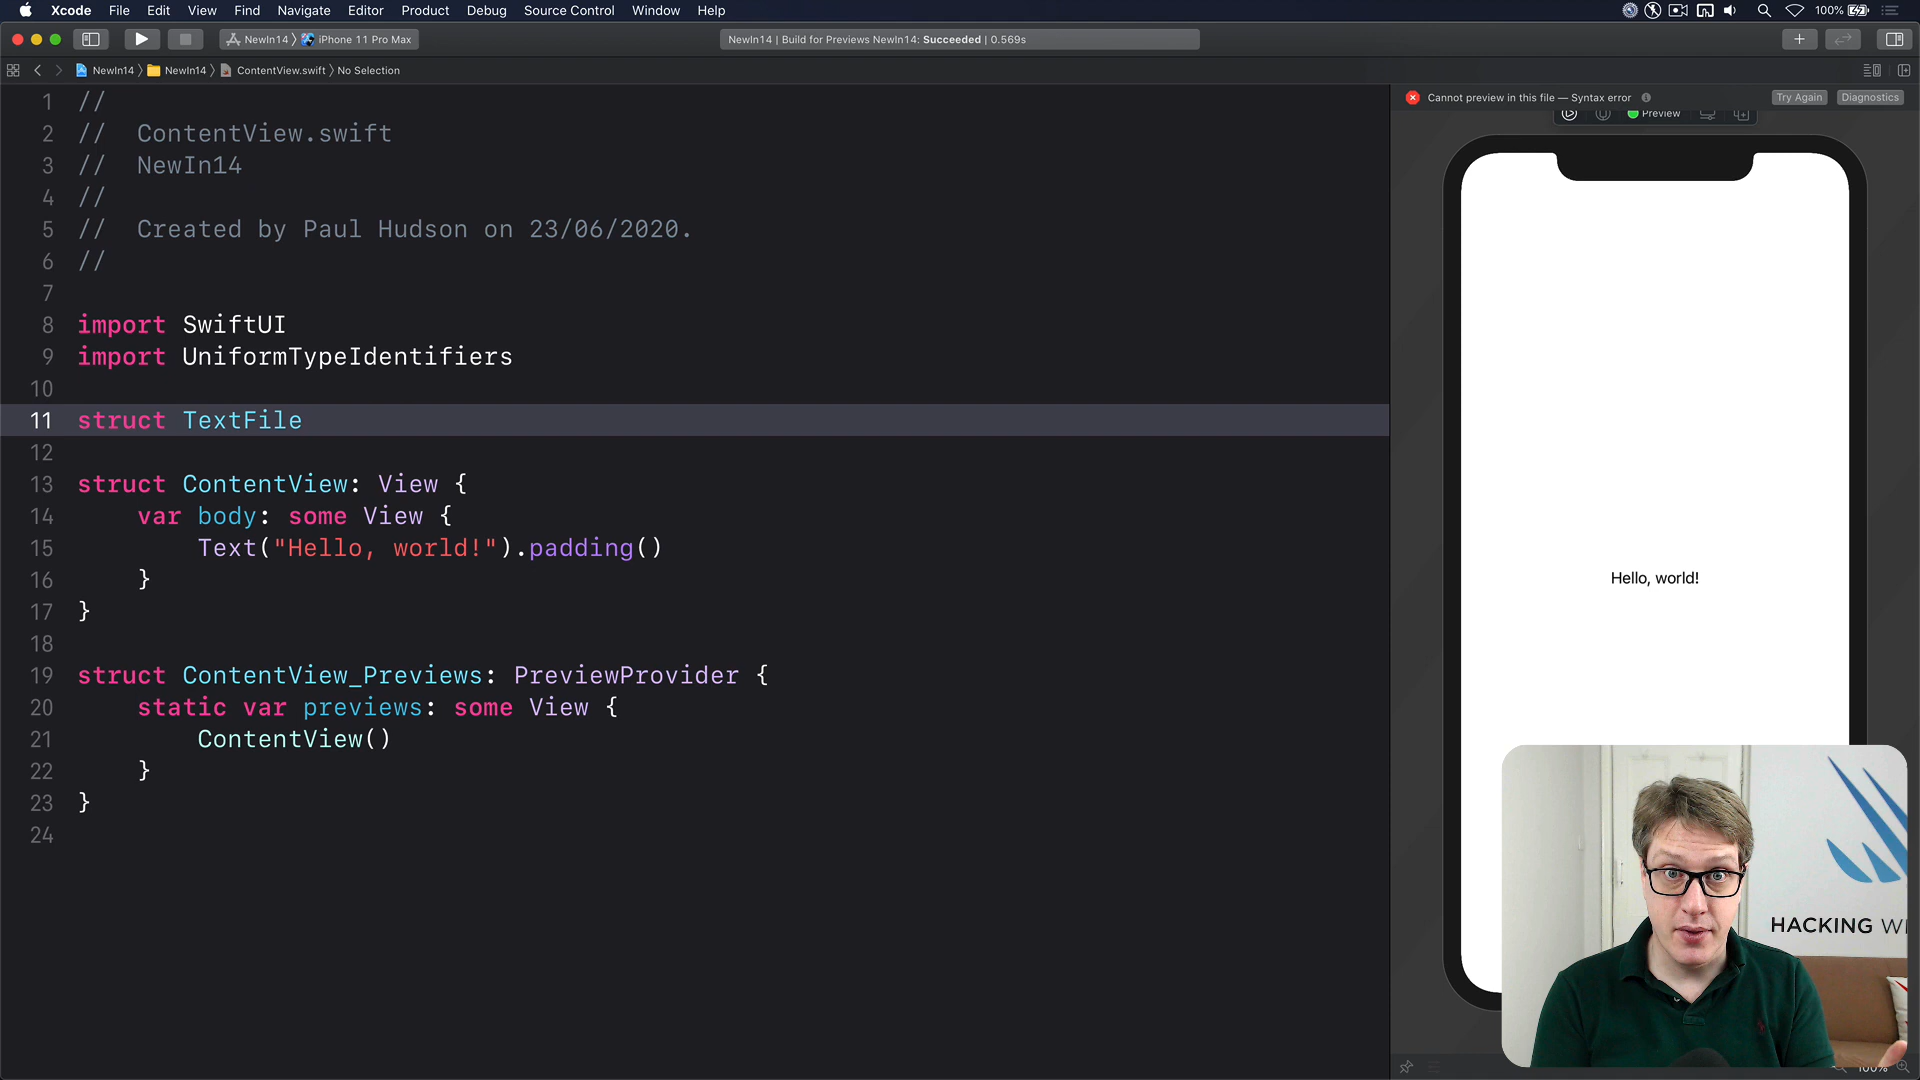 Xcode File Edit View Find Navigate Editor Product Debug Source Control Window Help 100%
NewIn14 iPhone 11 Pro Max
NewIn14 | Build for Previews NewIn14: Succeeded | 0.569s
NewIn14 NewIn14 ContentView.swift No Selection
Cannot preview in this file — Syntax error Try Again Diagnostics
Preview
1 //
2 // ContentView.swift
3 // NewIn14
4 //
5 // Created by Paul Hudson on 23/06/2020.
6 //
7
8 import SwiftUI
9 import UniformTypeIdentifiers
10
11 struct TextFile
12
13 struct ContentView: View {
14 var body: some View {
15 Text("Hello, world!").padding()
16 }
17 }
18
19 struct ContentView_Previews: PreviewProvider {
20 static var previews: some View {
21 ContentView()
22 }
23 }
24
Hello, world!
HACKING WI
100%